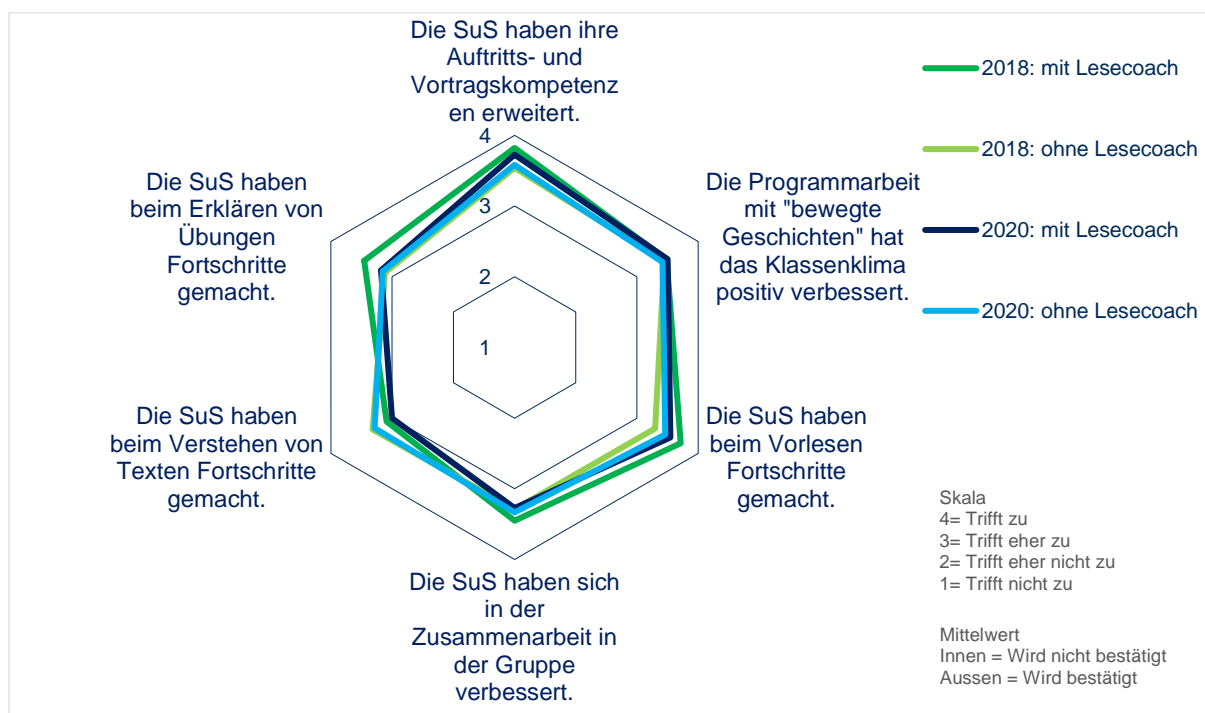 Die SuS haben ihre
Auftritts- und
Vortragskompetenz
en erweitert.
Die Programmarbeit
mit "bewegte
Geschichten" hat
das Klassenklima
positiv verbessert.
Die SuS haben
beim Vorlesen
Fortschritte
gemacht.
Die SuS haben sich
in der
Zusammenarbeit in
der Gruppe
verbessert.
Die SuS haben
beim Verstehen von
Texten Fortschritte
gemacht.
Die SuS haben
beim Erklären von
Übungen
Fortschritte
gemacht.
4
3
2
1
2018: mit Lesecoach
2018: ohne Lesecoach
2020: mit Lesecoach
2020: ohne Lesecoach
Skala
4= Trifft zu
3= Trifft eher zu
2= Trifft eher nicht zu
1= Trifft nicht zu
Mittelwert
Innen = Wird nicht bestätigt
Aussen = Wird bestätigt